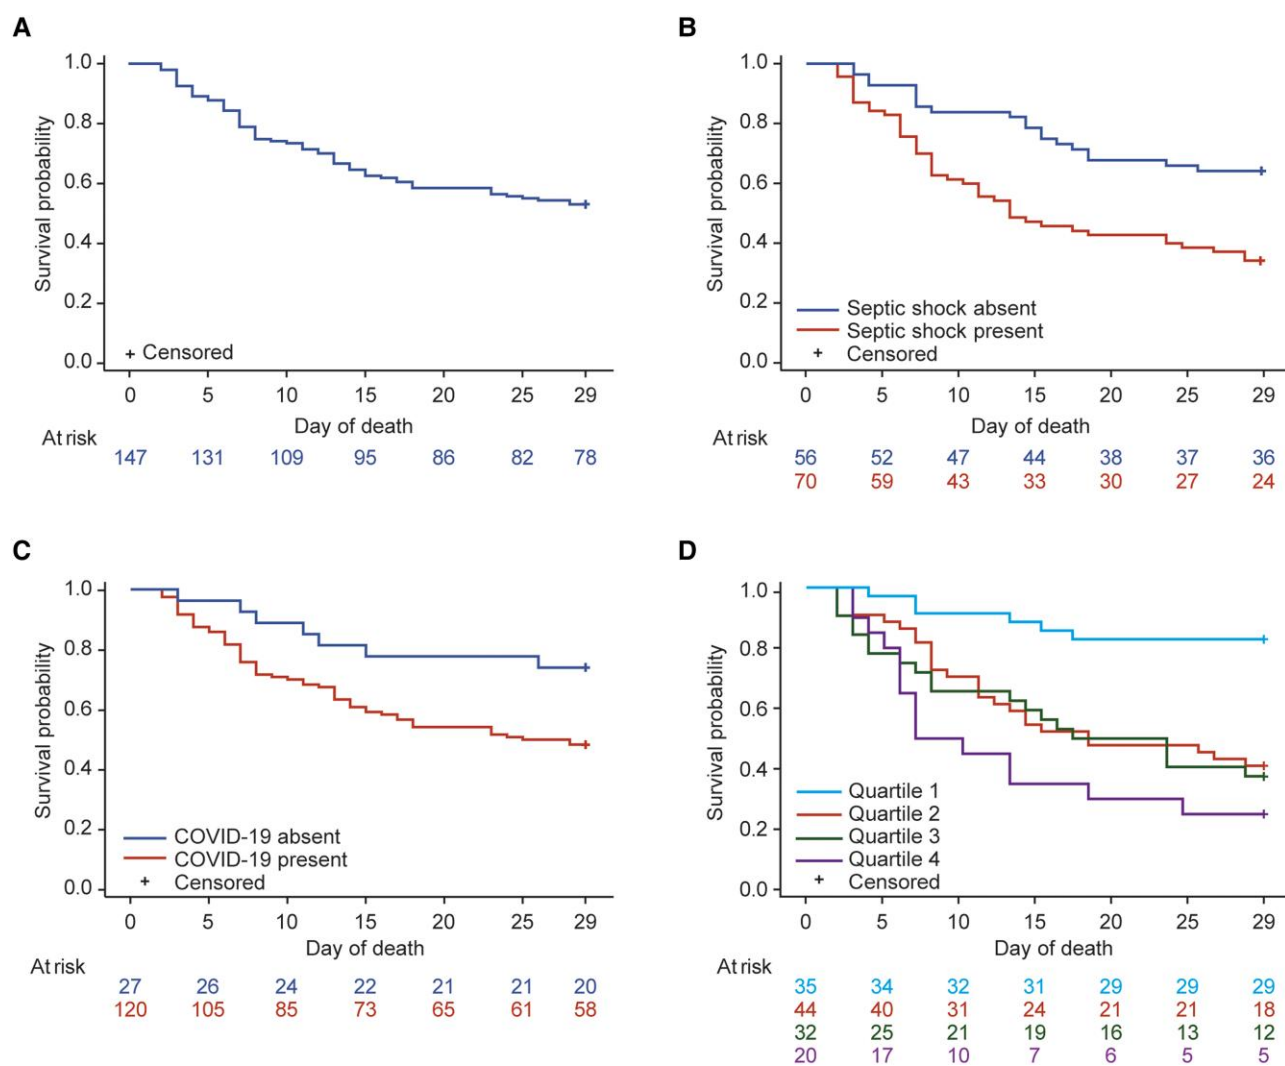 A
Survival probability
1.0
0.8
0.6
0.4
0.2
0.0
+ Censored
0 5 10 15 20 25 29
Day of death
At risk
147 131 109 95 86 82 78
B
Survival probability
1.0
0.8
0.6
0.4
0.2
0.0
Septic shock absent
Septic shock present
+ Censored
0 5 10 15 20 25 29
Day of death
At risk
56 52 47 44 38 37 36
70 59 43 33 30 27 24
C
Survival probability
1.0
0.8
0.6
0.4
0.2
0.0
COVID-19 absent
COVID-19 present
+ Censored
0 5 10 15 20 25 29
Day of death
At risk
27 26 24 22 21 21 20
120 105 85 73 65 61 58
D
Survival probability
1.0
0.8
0.6
0.4
0.2
0.0
Quartile 1
Quartile 2
Quartile 3
Quartile 4
+ Censored
0 5 10 15 20 25 29
Day of death
At risk
35 34 32 31 29 29 29
44 40 31 24 21 21 18
32 25 21 19 16 13 12
20 17 10 7 6 5 5